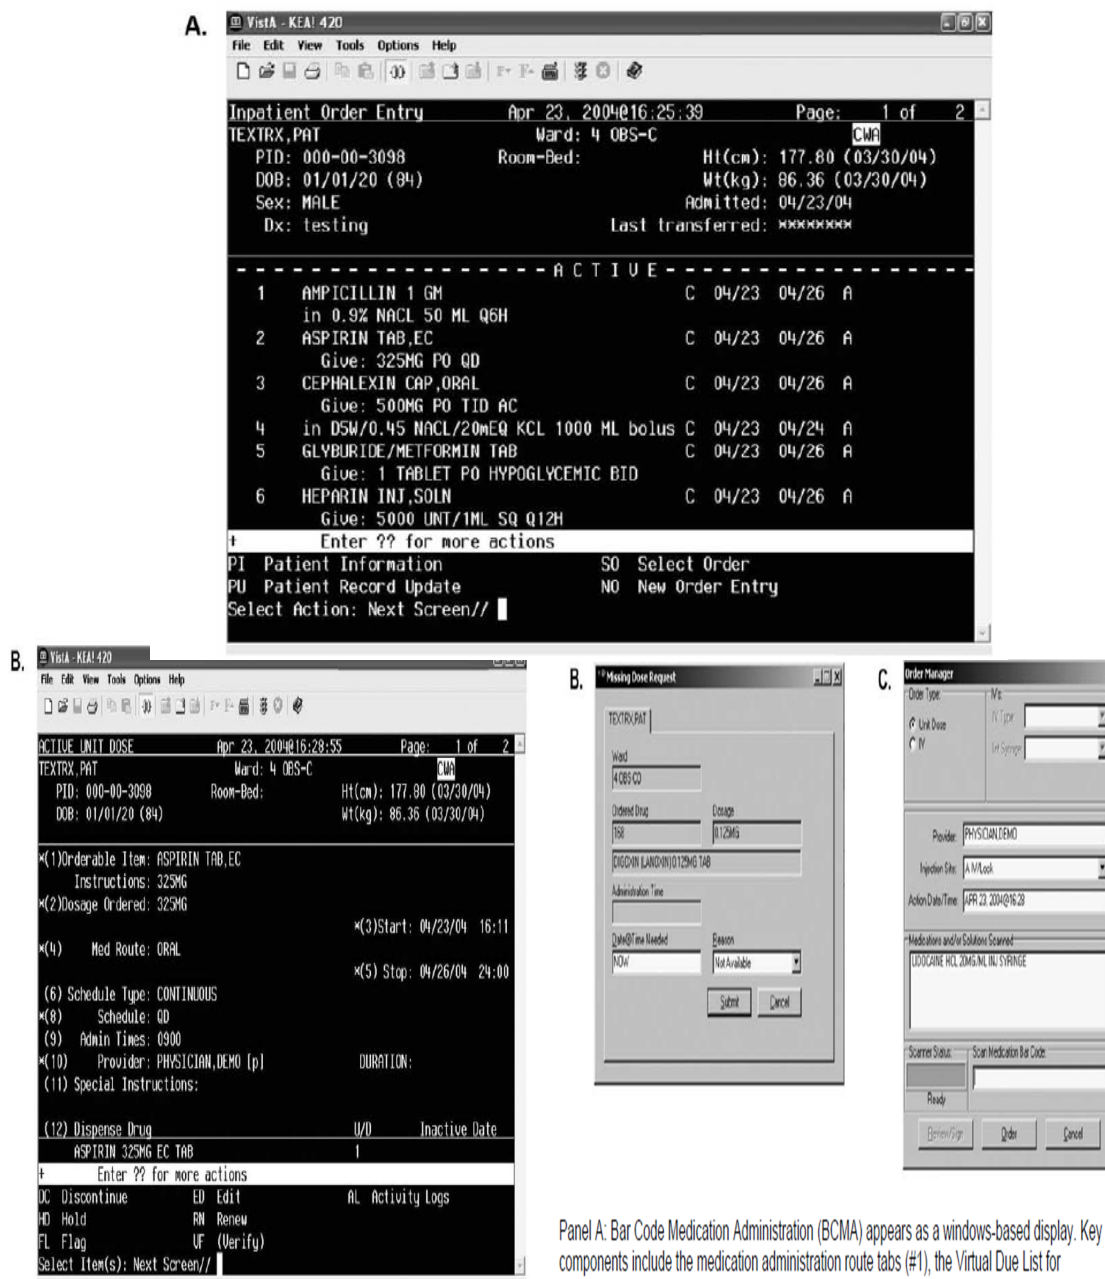 A.
VistA - KEA! 420
File Edit View Tools Options Help
Inpatient Order Entry Apr 23, 2004@16:25:39 Page: 1 of 2
TEXTRX,PAT Ward: 4 OBS-C CWA
PID: 000-00-3098 Room-Bed: Ht(cm): 177.80 (03/30/04)
DOB: 01/01/20 (84) Wt(kg): 86.36 (03/30/04)
Sex: MALE Admitted: 04/23/04
Dx: testing Last transferred: ********
- - - - - - - - - - - - - - - - - A C T I V E - - - - - - - - - - - - - - - - -
1 AMPICILLIN 1 GM C 04/23 04/26 A
in 0.9% NACL 50 ML Q6H
2 ASPIRIN TAB,EC C 04/23 04/26 A
Give: 325MG PO QD
3 CEPHALEXIN CAP,ORAL C 04/23 04/26 A
Give: 500MG PO TID AC
4 in D5W/0.45 NACL/20mEQ KCL 1000 ML bolus C 04/23 04/24 A
5 GLYBURIDE/METFORMIN TAB C 04/23 04/26 A
Give: 1 TABLET PO HYPOGLYCEMIC BID
6 HEPARIN INJ,SOLN C 04/23 04/26 A
Give: 5000 UNT/1ML SQ Q12H
+ Enter ?? for more actions
PI Patient Information SO Select Order
PU Patient Record Update NO New Order Entry
Select Action: Next Screen//
B.
VistA - KEA! 420
File Edit View Tools Options Help
ACTIVE UNIT DOSE Apr 23, 2004@16:28:55 Page: 1 of 2
TEXTRX,PAT Ward: 4 OBS-C CWA
PID: 000-00-3098 Room-Bed: Ht(cm): 177.80 (03/30/04)
DOB: 01/01/20 (84) Wt(kg): 86.36 (03/30/04)
*(1)Orderable Item: ASPIRIN TAB,EC
Instructions: 325MG
*(2)Dosage Ordered: 325MG
*(3)Start: 04/23/04 16:11
*(4) Med Route: ORAL
*(5) Stop: 04/26/04 24:00
(6) Schedule Type: CONTINUOUS
*(8) Schedule: QD
(9) Admin Times: 0900
*(10) Provider: PHYSICIAN,DEMO [p] DURATION:
(11) Special Instructions:
(12) Dispense Drug U/D Inactive Date
ASPIRIN 325MG EC TAB 1
+ Enter ?? for more actions
DC Discontinue ED Edit AL Activity Logs
HD Hold RN Renew
FL Flag VF (Verify)
Select Item(s): Next Screen//
B.
Missing Dose Request
TEXTRX,PAT
Ward
4 OBS CO
Ordered Drug Dosage
168 0.125MG
DIGOXIN (LANOXIN) 0.125MG TAB
Administration Time
Date@Time Needed Reason
NOW Not Available
Submit Cancel
C.
Order Manager
Order Type: IVs:
Unit Dose IV Type:
IV Int Syringe:
Provider: PHYSICIAN,DEMO
Injection Site: A IV/Lock
Action Date/Time: APR 23, 2004@16:28
Medications and/or Solutions Scanned
LIDOCAINE HCL 20MG/ML INJ SYRINGE
Scanner Status: Scan Medication Bar Code:
Ready
Review/Sign Order Cancel
Panel A: Bar Code Medication Administration (BCMA) appears as a windows-based display. Key
components include the medication administration route tabs (#1), the Virtual Due List for